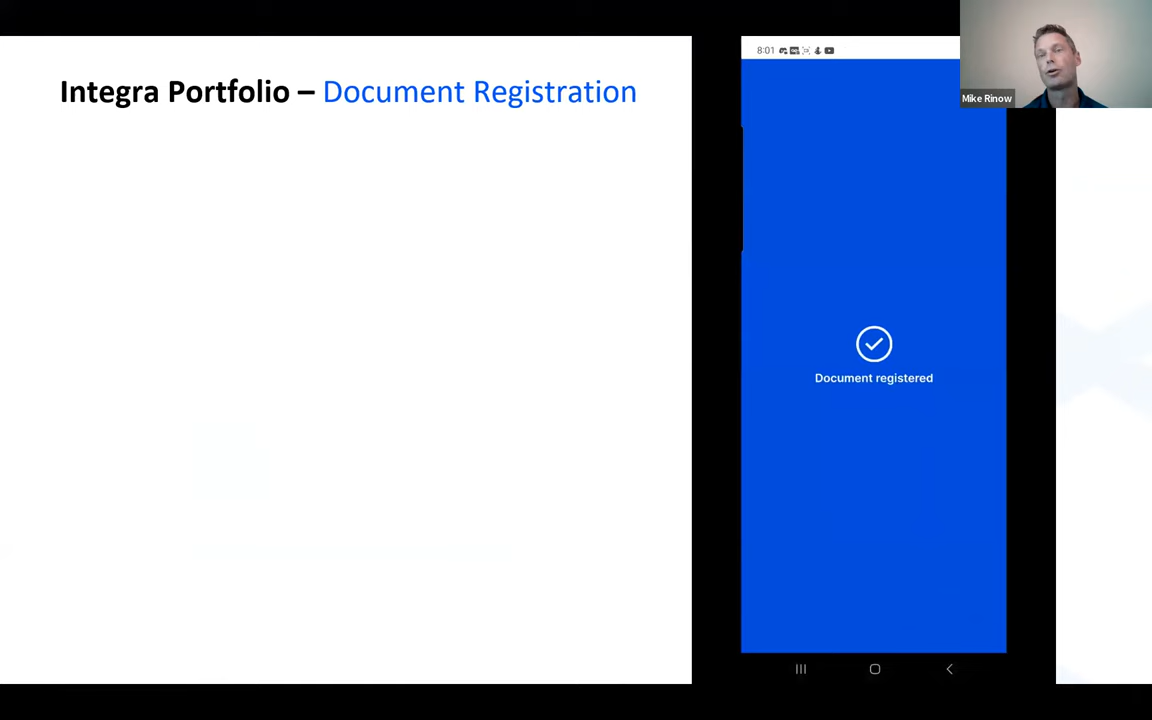 Integra Portfolio – Document Registration
8:01
Mike Rinow
Document registered